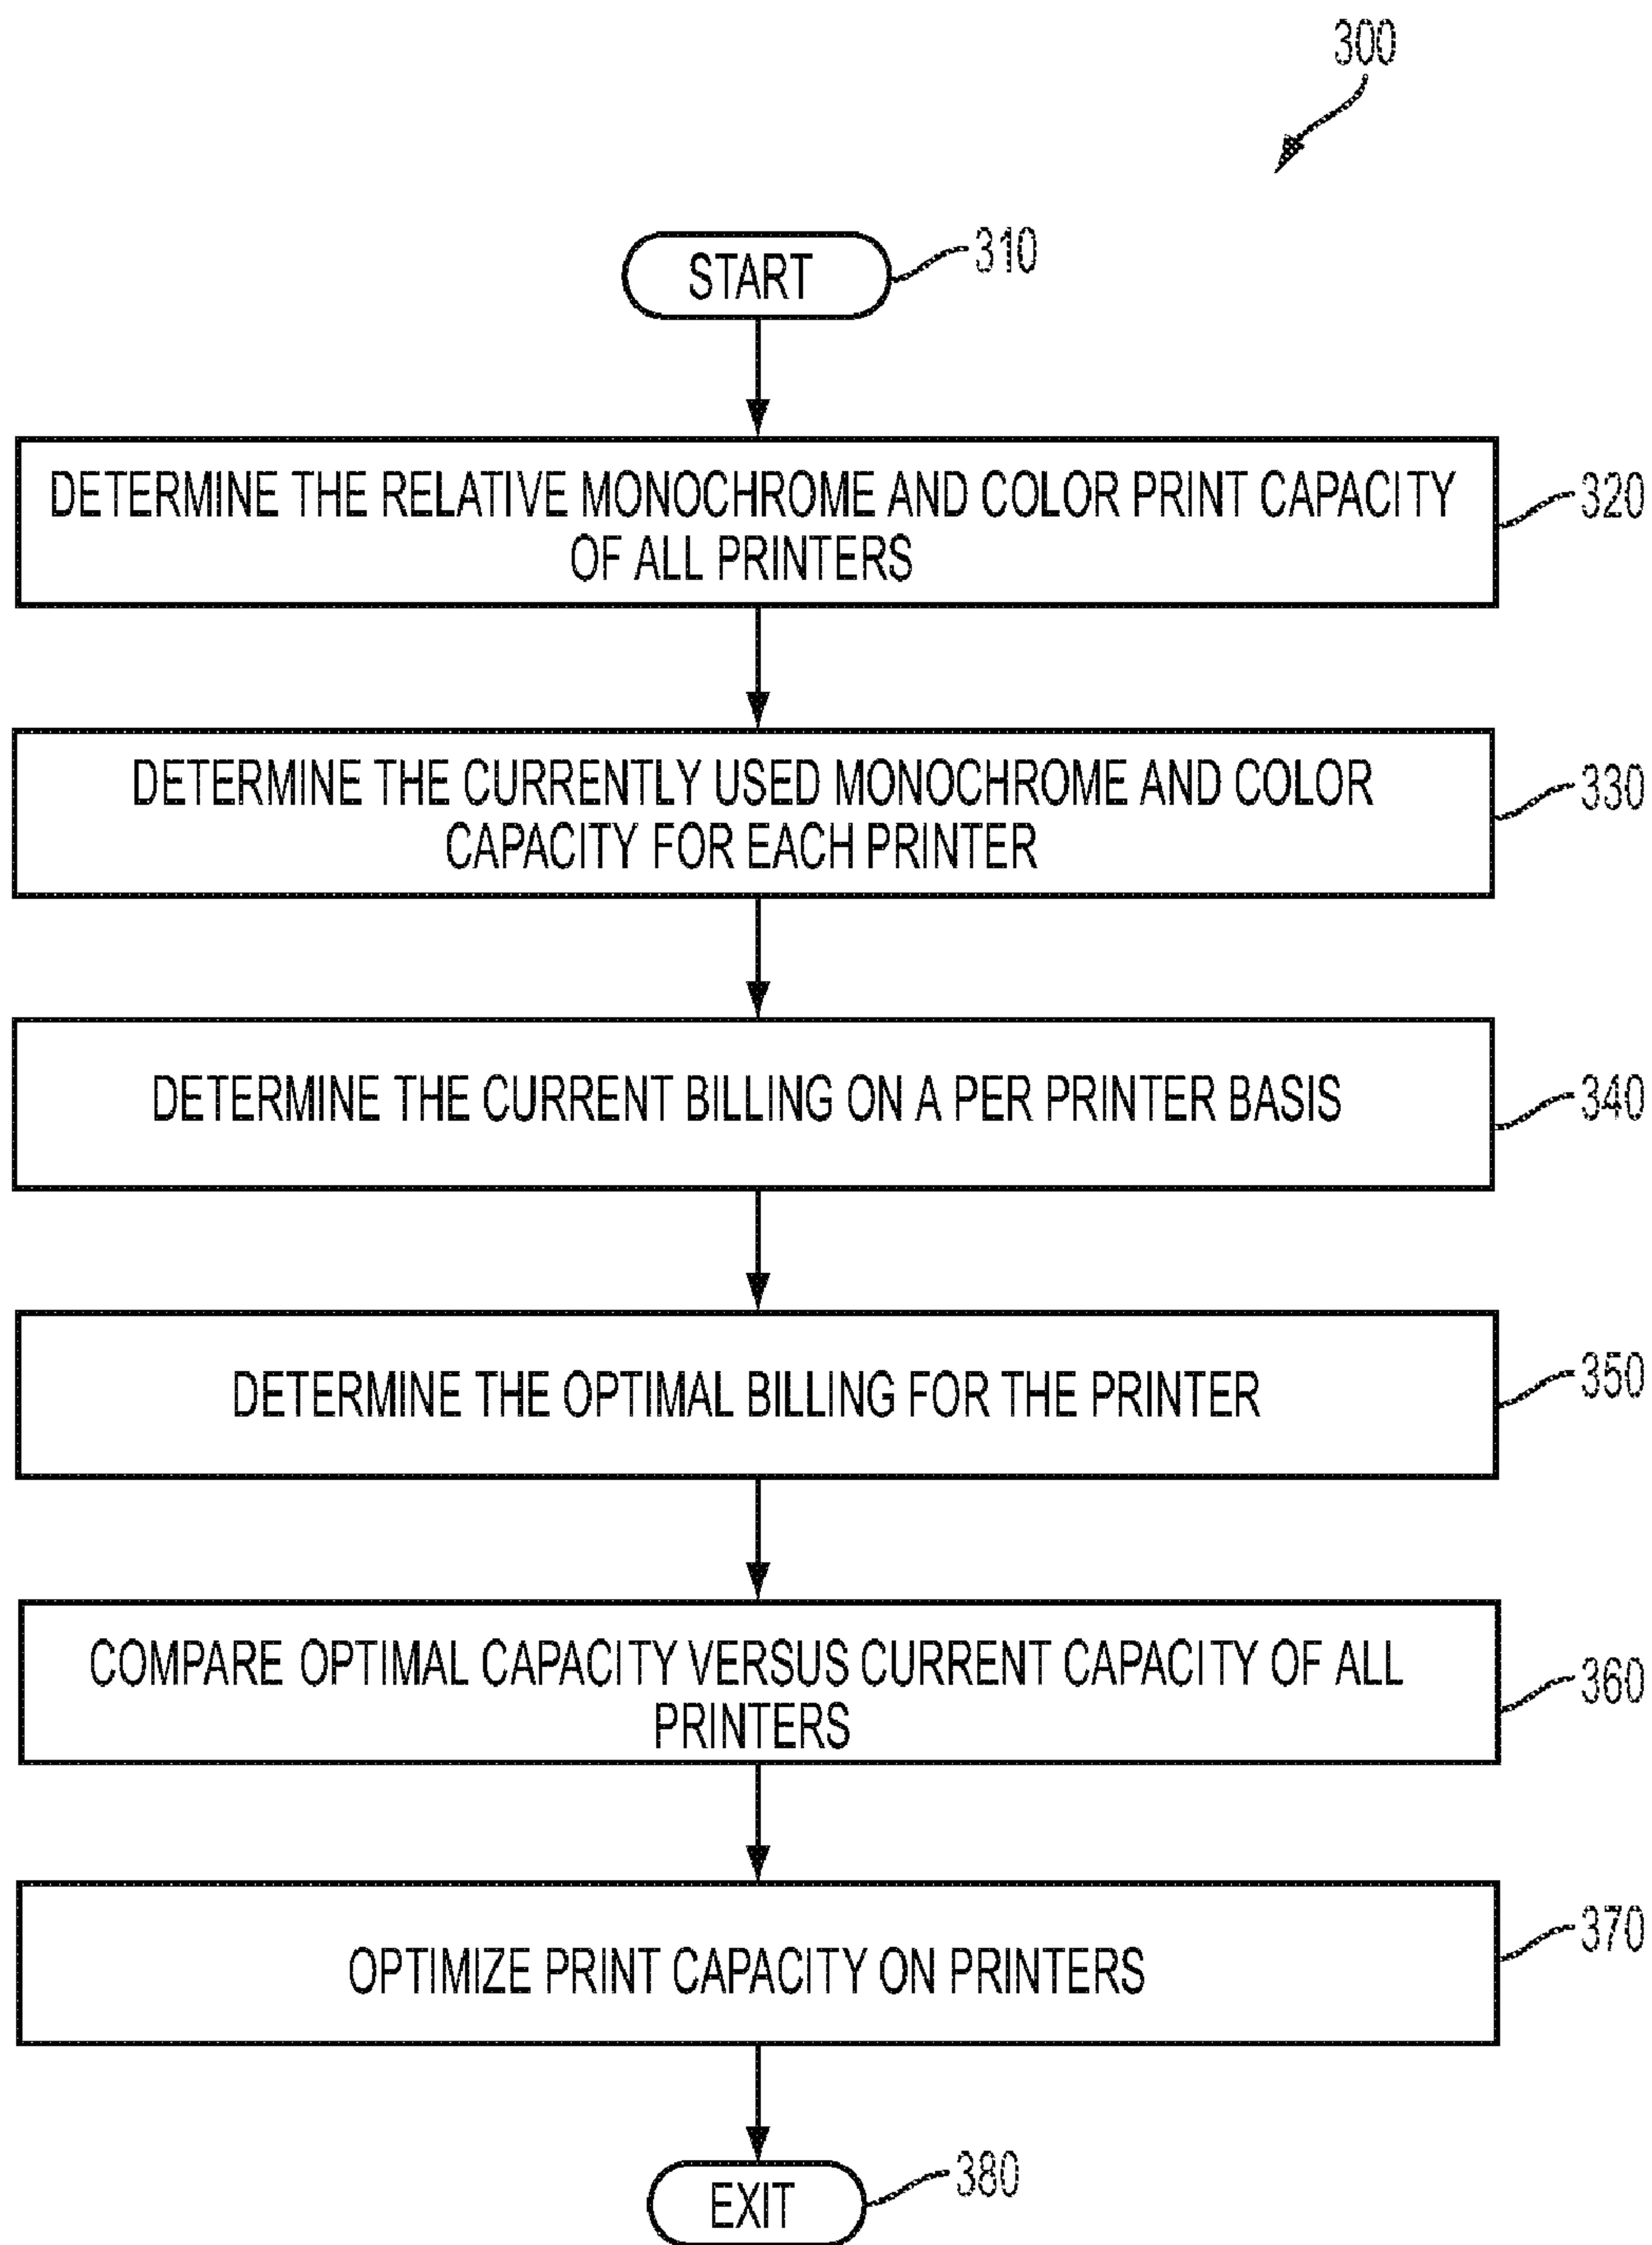 300
START
310
DETERMINE THE RELATIVE MONOCHROME AND COLOR PRINT CAPACITY
OF ALL PRINTERS
320
DETERMINE THE CURRENTLY USED MONOCHROME AND COLOR
CAPACITY FOR EACH PRINTER
330
DETERMINE THE CURRENT BILLING ON A PER PRINTER BASIS
340
DETERMINE THE OPTIMAL BILLING FOR THE PRINTER
350
COMPARE OPTIMAL CAPACITY VERSUS CURRENT CAPACITY OF ALL
PRINTERS
360
OPTIMIZE PRINT CAPACITY ON PRINTERS
370
EXIT
380